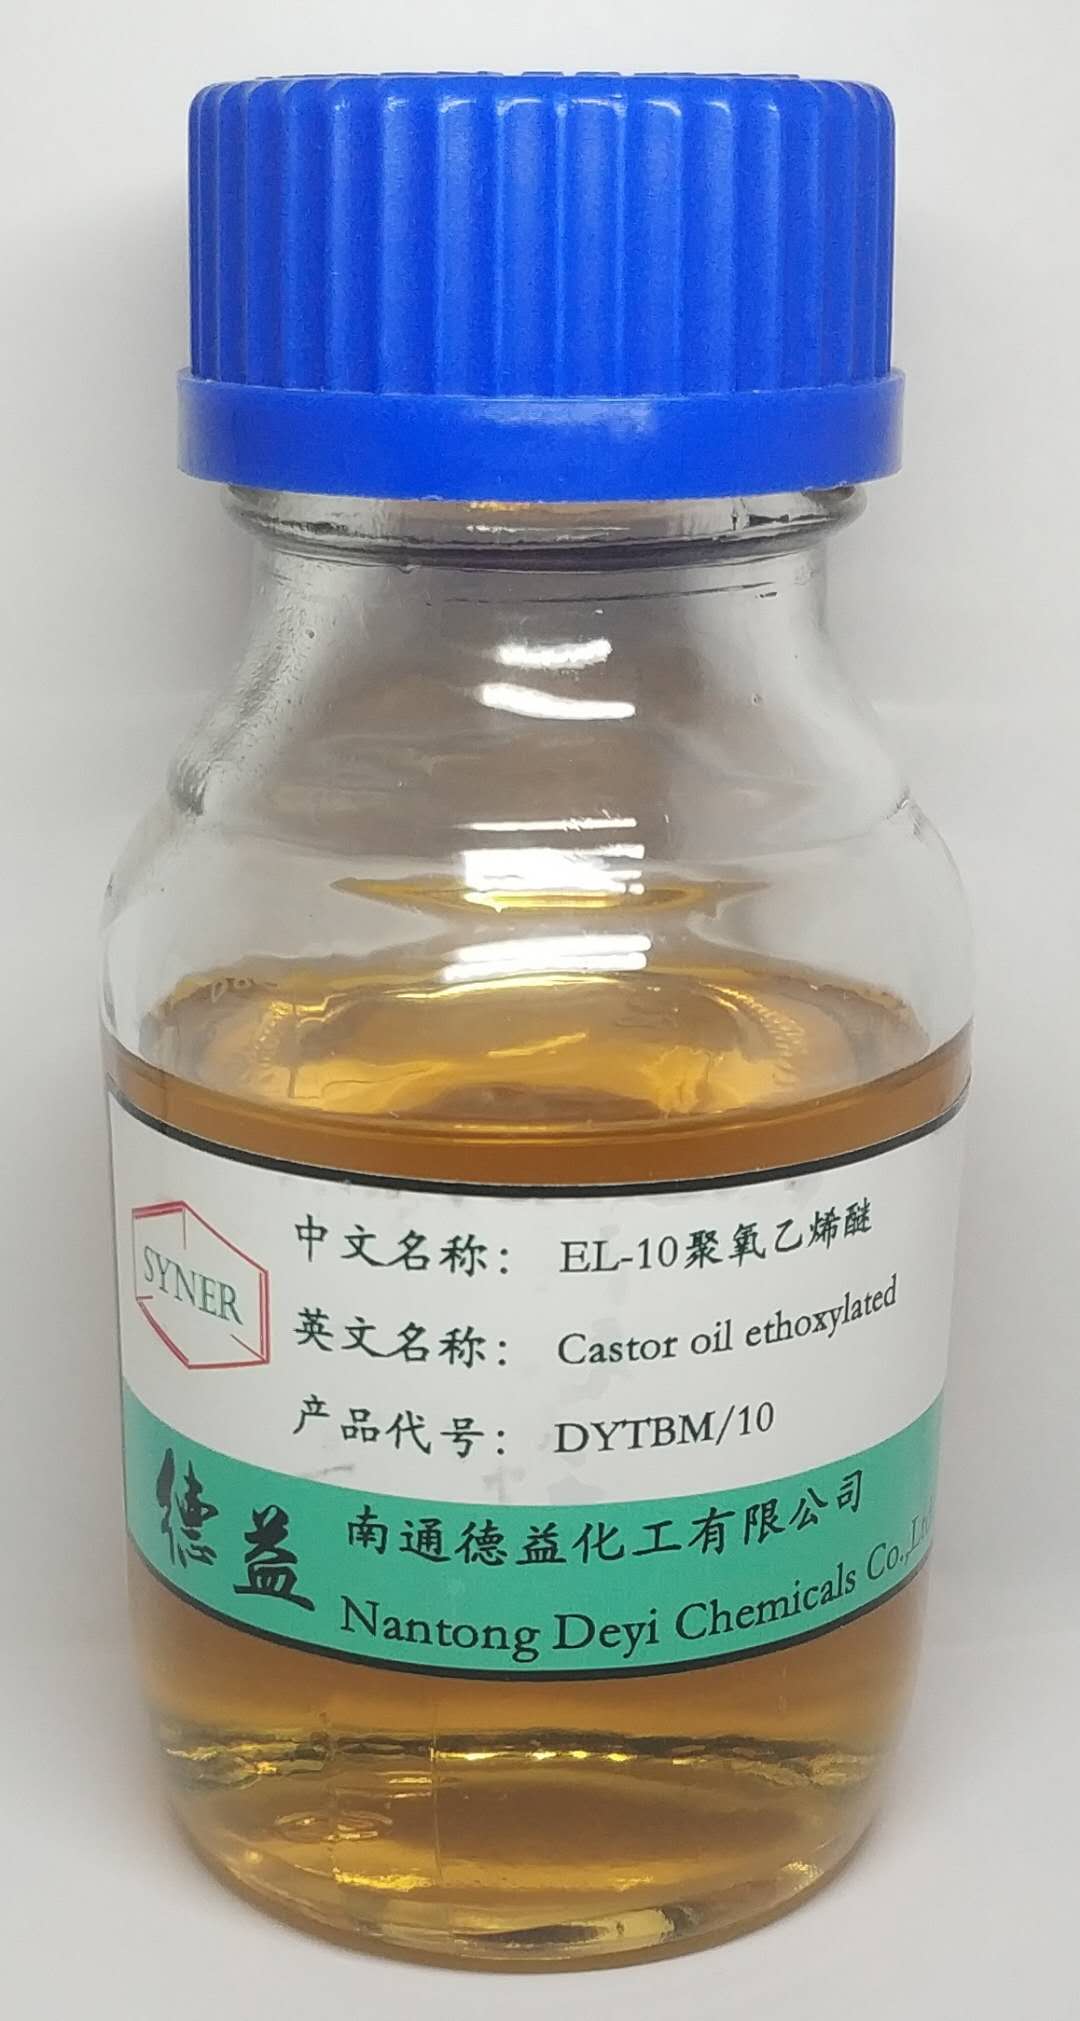 SYNER
中文名称： EL-10聚氧乙烯醚
英文名称： Castor oil ethoxylated
产品代号： DYTBM/10
德益
南通德益化工有限公司
Nantong Deyi Chemicals Co.,Ltd